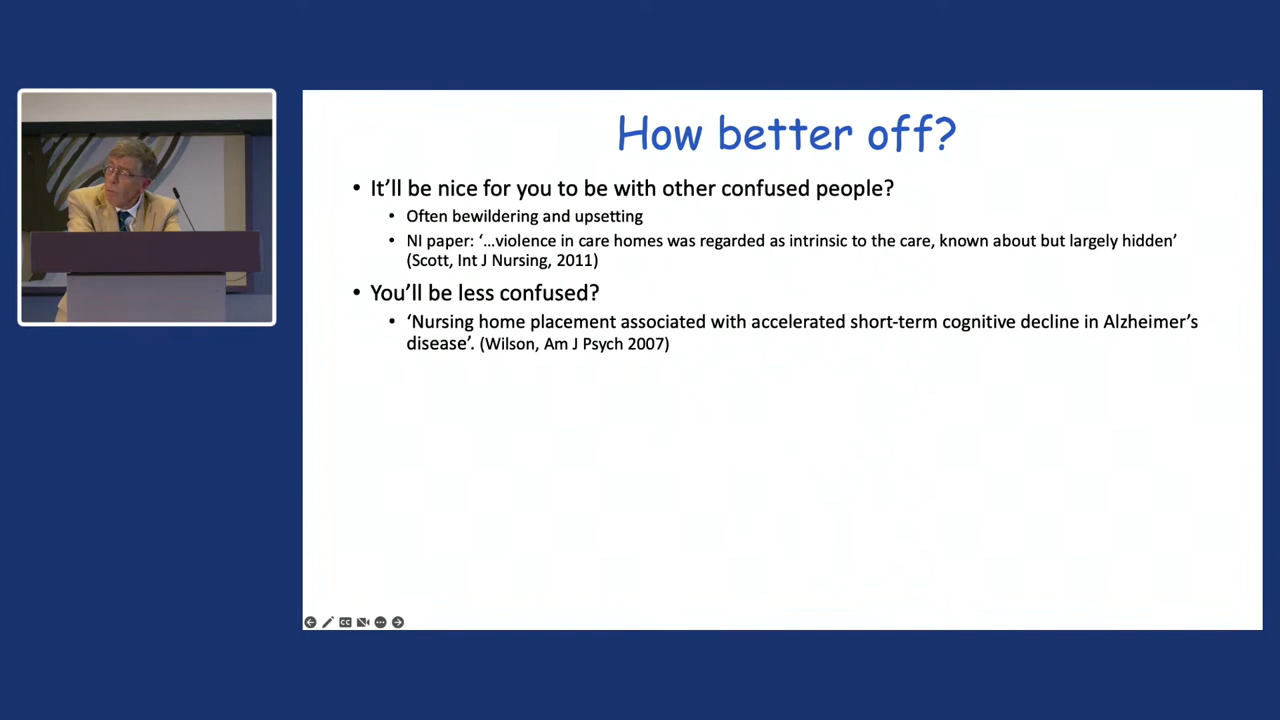 How better off?
• It’ll be nice for you to be with other confused people?
• Often bewildering and upsetting
• NI paper: ‘…violence in care homes was regarded as intrinsic to the care, known about but largely hidden’
(Scott, Int J Nursing, 2011)
• You’ll be less confused?
• ‘Nursing home placement associated with accelerated short-term cognitive decline in Alzheimer’s
disease’. (Wilson, Am J Psych 2007)
CC